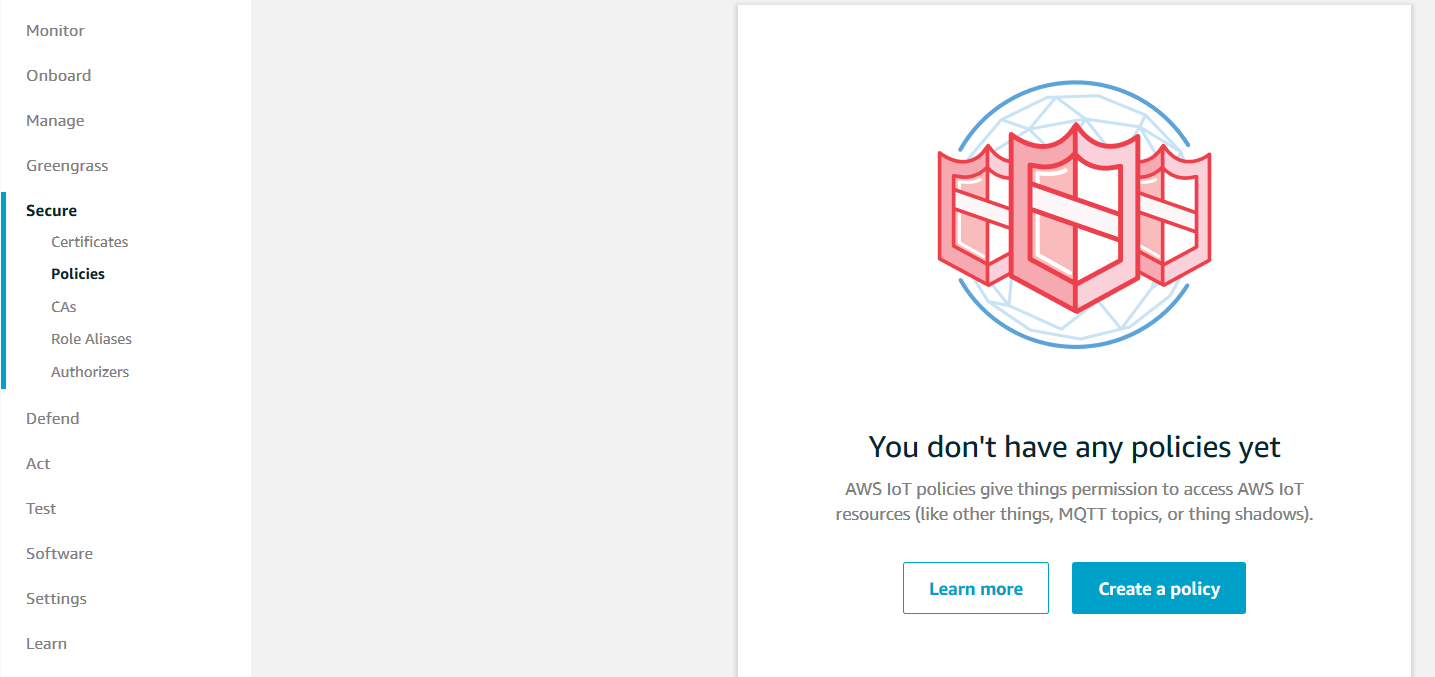 Monitor
Onboard
Manage
Greengrass
Secure
Certificates
Policies
CAs
Role Aliases
Authorizers
Defend
Act
Test
Software
Settings
Learn
You don't have any policies yet
AWS IoT policies give things permission to access AWS IoT
resources (like other things, MQTT topics, or thing shadows).
Learn more
Create a policy